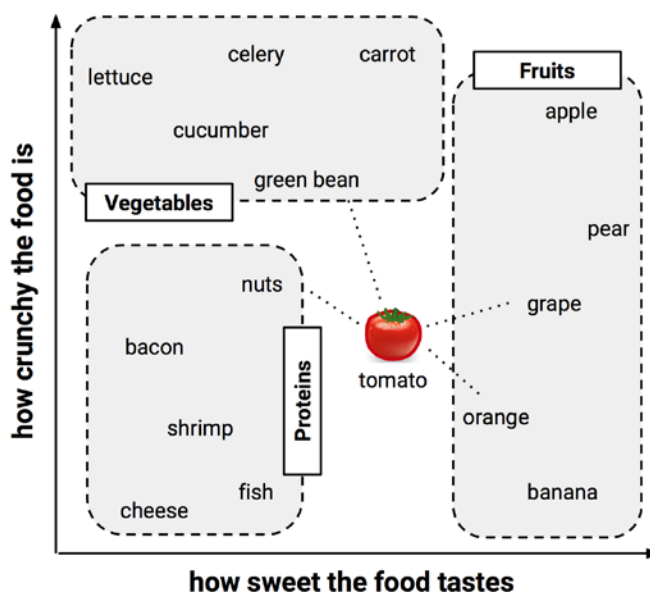 celery
carrot
lettuce
cucumber
green bean
Vegetables
Fruits
apple
pear
grape
orange
banana
nuts
bacon
shrimp
fish
cheese
Proteins
tomato
how crunchy the food is
how sweet the food tastes